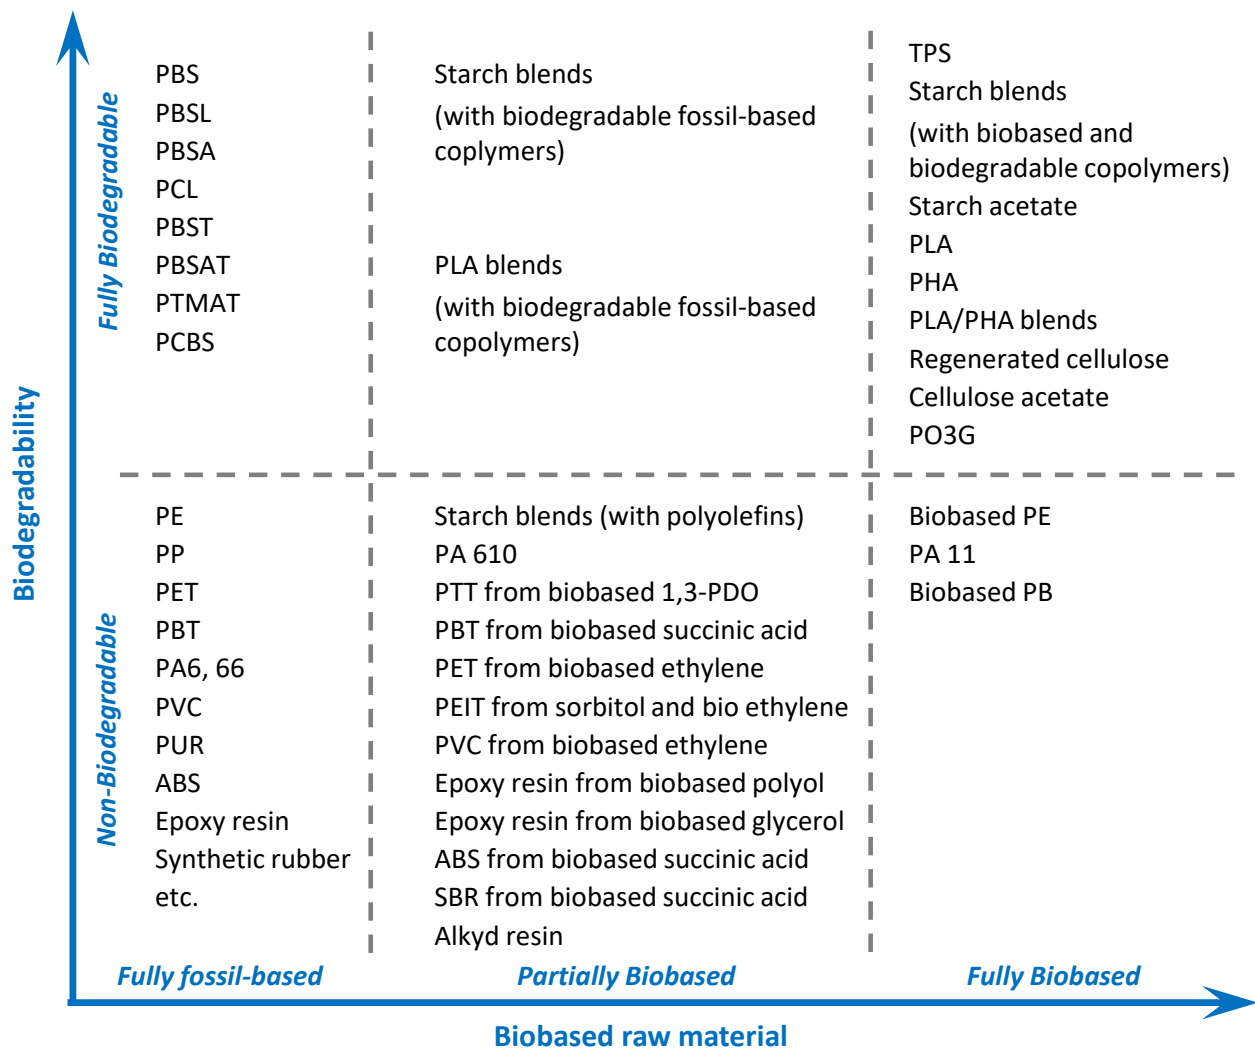 Biodegradability
Fully Biodegradable
PBS
PBSL
PBSA
PCL
PBST
PBSAT
PTMAT
PCBS
Starch blends
(with biodegradable fossil-based
coplymers)
PLA blends
(with biodegradable fossil-based
copolymers)
TPS
Starch blends
(with biobased and
biodegradable copolymers)
Starch acetate
PLA
PHA
PLA/PHA blends
Regenerated cellulose
Cellulose acetate
PO3G
Non-Biodegradable
PE
PP
PET
PBT
PA6, 66
PVC
PUR
ABS
Epoxy resin
Synthetic rubber
etc.
Starch blends (with polyolefins)
PA 610
PTT from biobased 1,3-PDO
PBT from biobased succinic acid
PET from biobased ethylene
PEIT from sorbitol and bio ethylene
PVC from biobased ethylene
Epoxy resin from biobased polyol
Epoxy resin from biobased glycerol
ABS from biobased succinic acid
SBR from biobased succinic acid
Alkyd resin
Biobased PE
PA 11
Biobased PB
Fully fossil-based
Partially Biobased
Fully Biobased
Biobased raw material